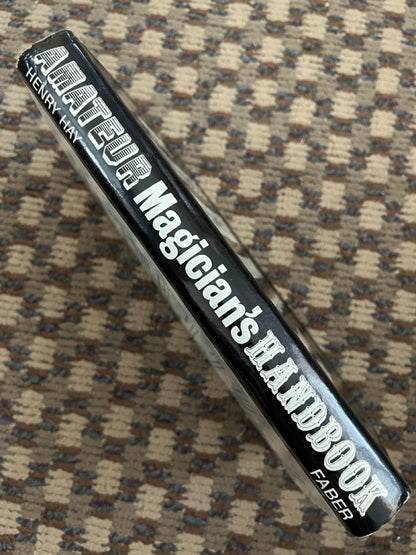 AMATEUR Magician's HANDBOOK
HENRY HAY
FABER